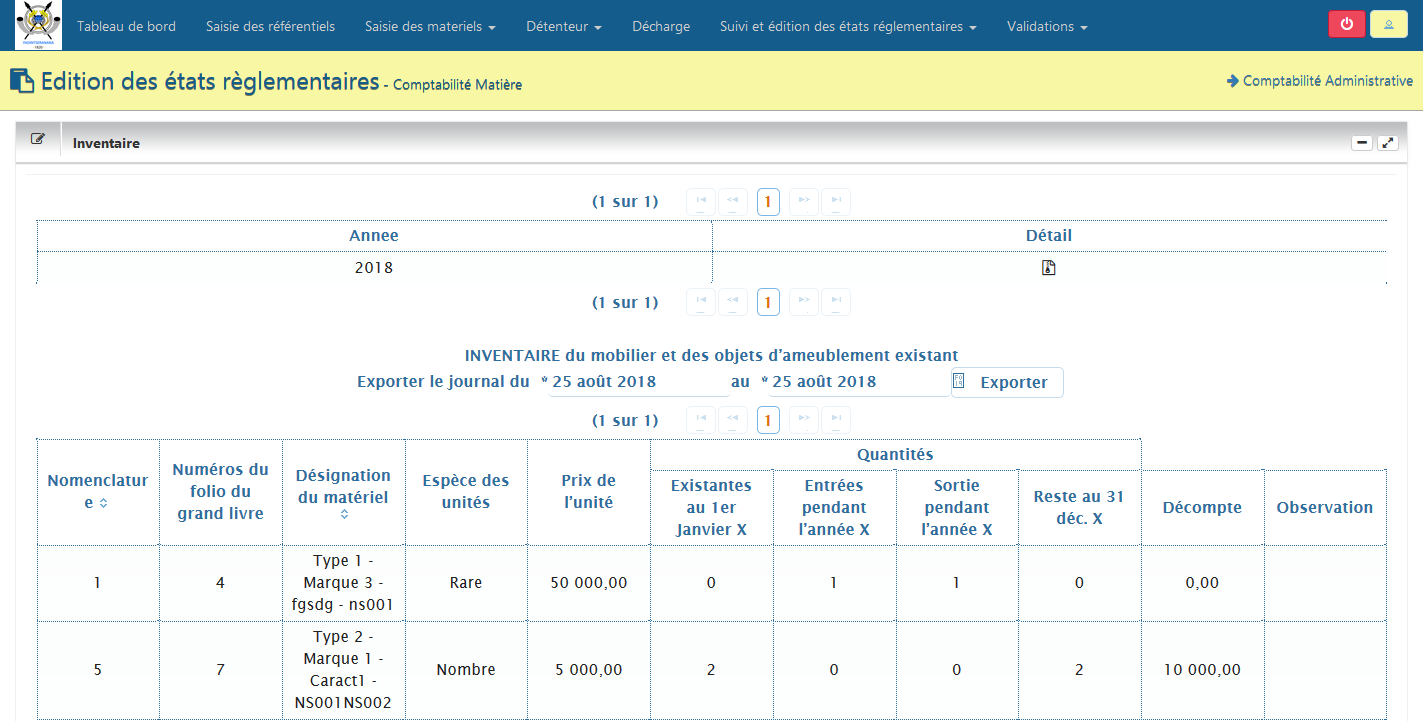 Tableau de bord Saisie des référentiels Saisie des materiels Détenteur Décharge Suivi et édition des états réglementaires Validations
Edition des états règlementaires - Comptabilité Matière
Comptabilité Administrative
Inventaire
(1 sur 1) 1
Annee Détail
2018
(1 sur 1) 1
INVENTAIRE du mobilier et des objets d'ameublement existant
Exporter le journal du * 25 août 2018 au * 25 août 2018 Exporter
(1 sur 1) 1
Nomenclatur
e
Numéros du
folio du
grand livre
Désignation
du matériel
Espèce des
unités
Prix de
l'unité
Quantités
Existantes
au 1er
Janvier X
Entrées
pendant
l'année X
Sortie
pendant
l'année X
Reste au 31
déc. X
Décompte
Observation
1
4
Type 1 -
Marque 3 -
fgsdg - ns001
Rare
50 000,00
0
1
1
0
0,00
5
7
Type 2 -
Marque 1 -
Caract1 -
NS001NS002
Nombre
5 000,00
2
0
0
2
10 000,00